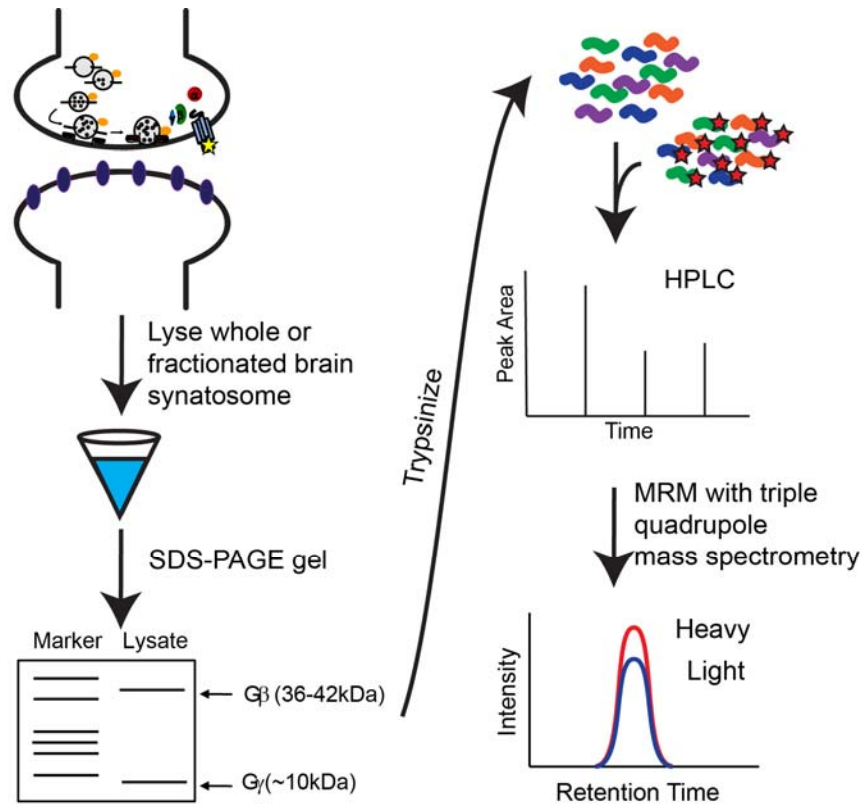 Lyse whole or
fractionated brain
synatosome
SDS-PAGE gel
Marker Lysate
Gβ (36-42kDa)
Gγ(~10kDa)
Trypsinize
HPLC
Peak Area
Time
MRM with triple
quadrupole
mass spectrometry
Heavy
Light
Intensity
Retention Time